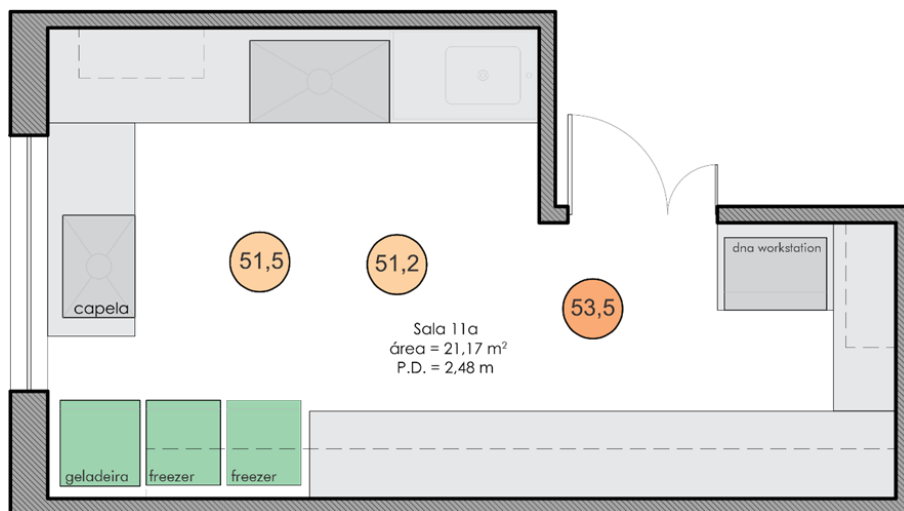 dna workstation
51,5
51,2
53,5
capela
Sala 11a
área = 21,17 m²
P.D. = 2,48 m
geladeira
freezer
freezer